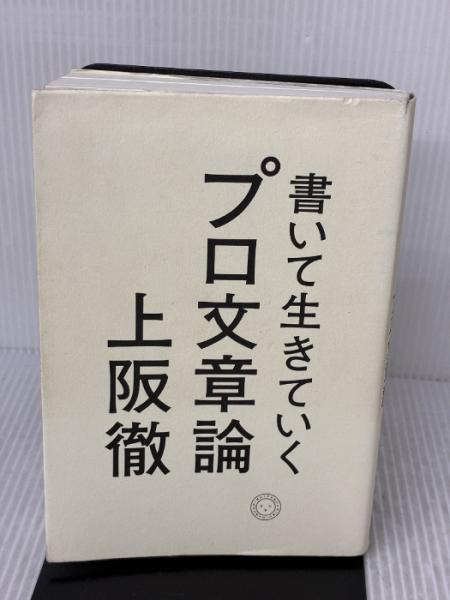 書いて生きていく
プロ文章論
上阪徹